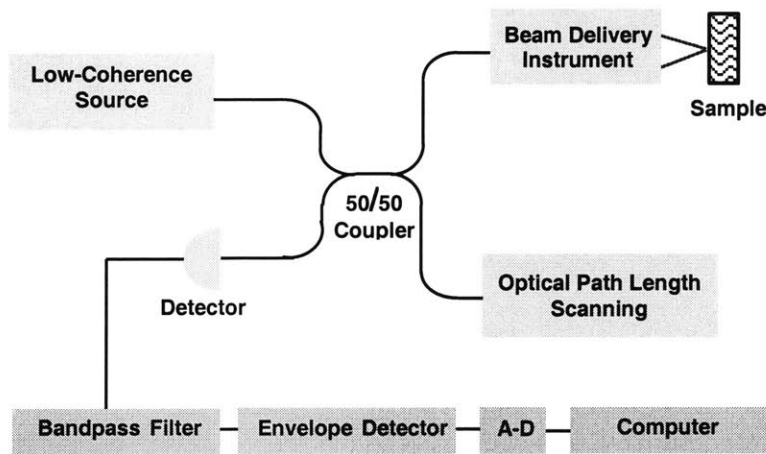 Low-Coherence
Source
Beam Delivery
Instrument
Sample
50/50
Coupler
Detector
Optical Path Length
Scanning
Bandpass Filter
Envelope Detector
A-D
Computer